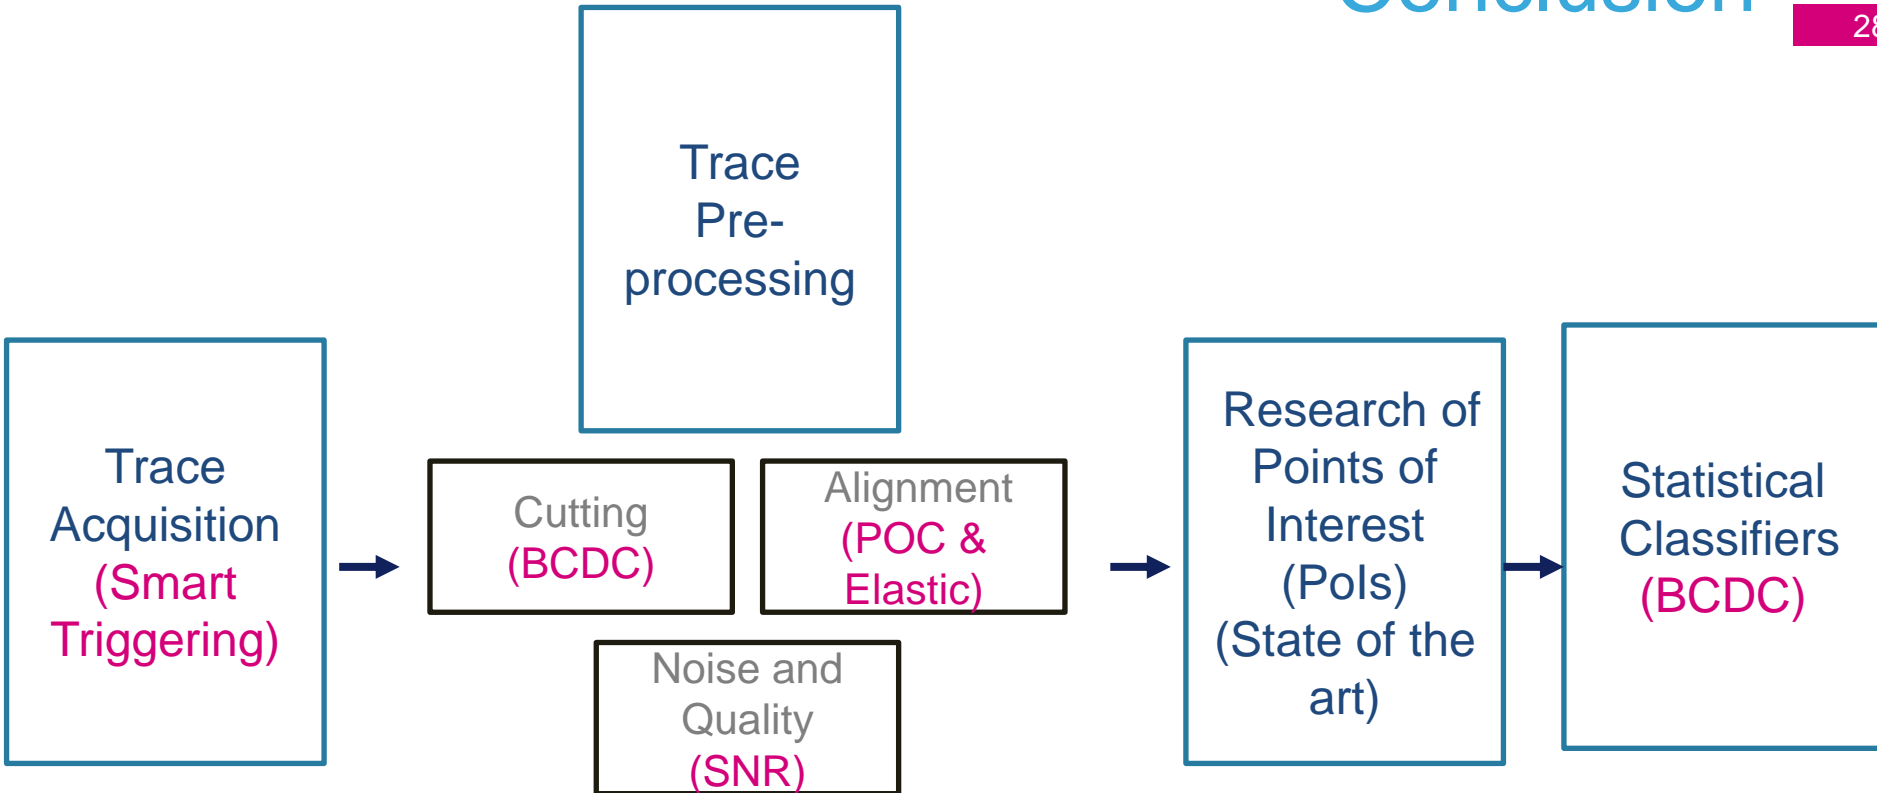 Conclusion
28
Trace
Pre-
processing
Trace
Acquisition
(Smart
Triggering)
Cutting
(BCDC)
Alignment
(POC &
Elastic)
Noise and
Quality
(SNR)
Research of
Points of
Interest
(PoIs)
(State of the
art)
Statistical
Classifiers
(BCDC)